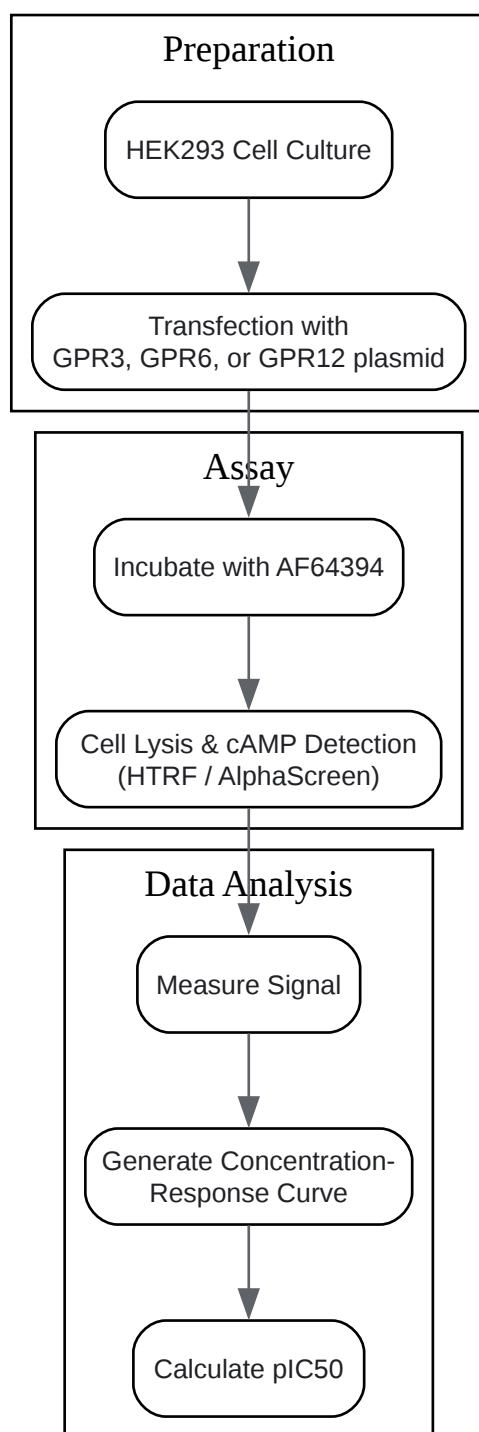 Preparation
HEK293 Cell Culture
Transfection with
GPR3, GPR6, or GPR12 plasmid
Assay
Incubate with AF64394
Cell Lysis & cAMP Detection
(HTRF / AlphaScreen)
Data Analysis
Measure Signal
Generate Concentration-
Response Curve
Calculate pIC50